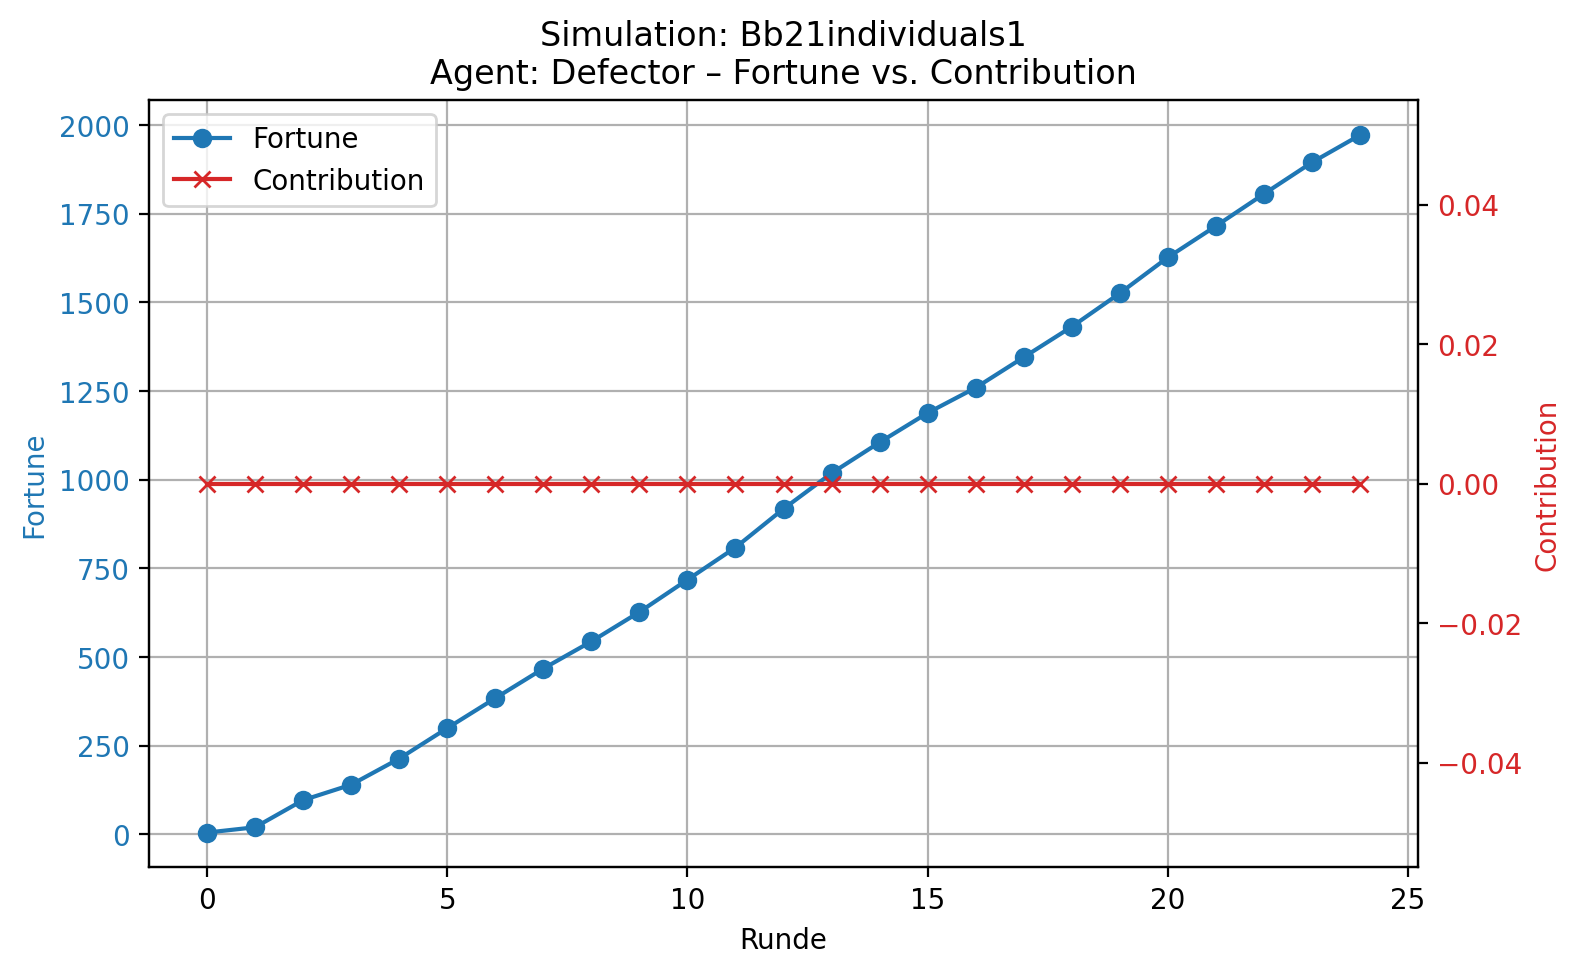 Simulation: Bb21individuals1
Agent: Defector – Fortune vs. Contribution
Fortune
Contribution
2000
1750
1500
1250
1000
750
500
250
0
Fortune
0.04
0.02
0.00
−0.02
−0.04
Contribution
0 5 10 15 20 25
Runde